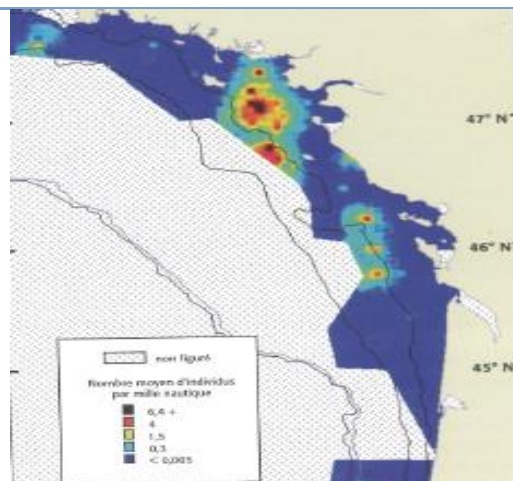 47° N
46° N
45° N
non figuré
Nombre moyen d'individus
par mille nautique
6,4 +
4
1,5
0,3
< 0,005